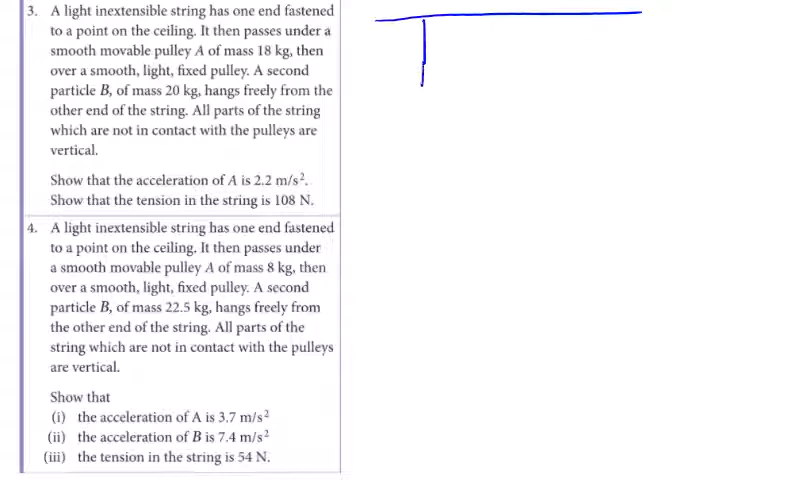 3. A light inextensible string has one end fastened
to a point on the ceiling. It then passes under a
smooth movable pulley A of mass 18 kg, then
over a smooth, light, fixed pulley. A second
particle B, of mass 20 kg, hangs freely from the
other end of the string. All parts of the string
which are not in contact with the pulleys are
vertical.
Show that the acceleration of A is 2.2 m/s².
Show that the tension in the string is 108 N.
4. A light inextensible string has one end fastened
to a point on the ceiling. It then passes under
a smooth movable pulley A of mass 8 kg, then
over a smooth, light, fixed pulley. A second
particle B, of mass 22.5 kg, hangs freely from
the other end of the string. All parts of the
string which are not in contact with the pulleys
are vertical.
Show that
(i) the acceleration of A is 3.7 m/s²
(ii) the acceleration of B is 7.4 m/s²
(iii) the tension in the string is 54 N.